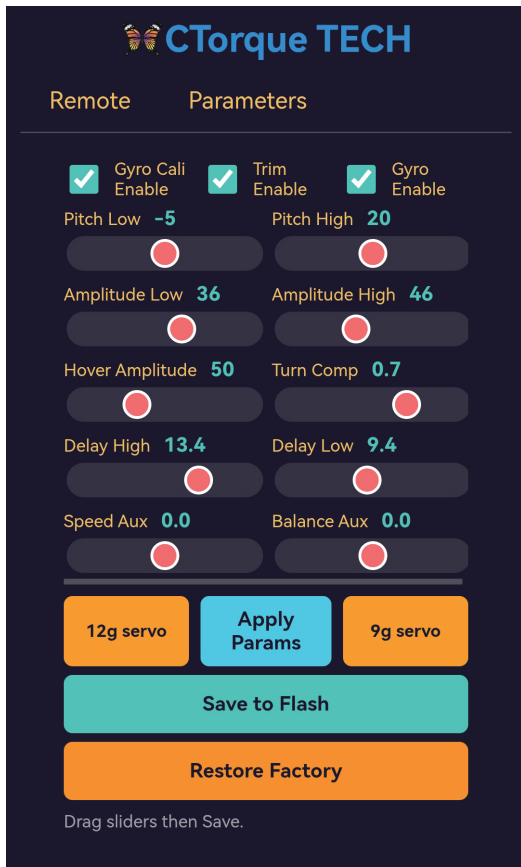 CTorque TECH
Remote Parameters
Gyro Cali Enable
Trim Enable
Gyro Enable
Pitch Low -5
Pitch High 20
Amplitude Low 36
Amplitude High 46
Hover Amplitude 50
Turn Comp 0.7
Delay High 13.4
Delay Low 9.4
Speed Aux 0.0
Balance Aux 0.0
12g servo
Apply
Params
9g servo
Save to Flash
Restore Factory
Drag sliders then Save.